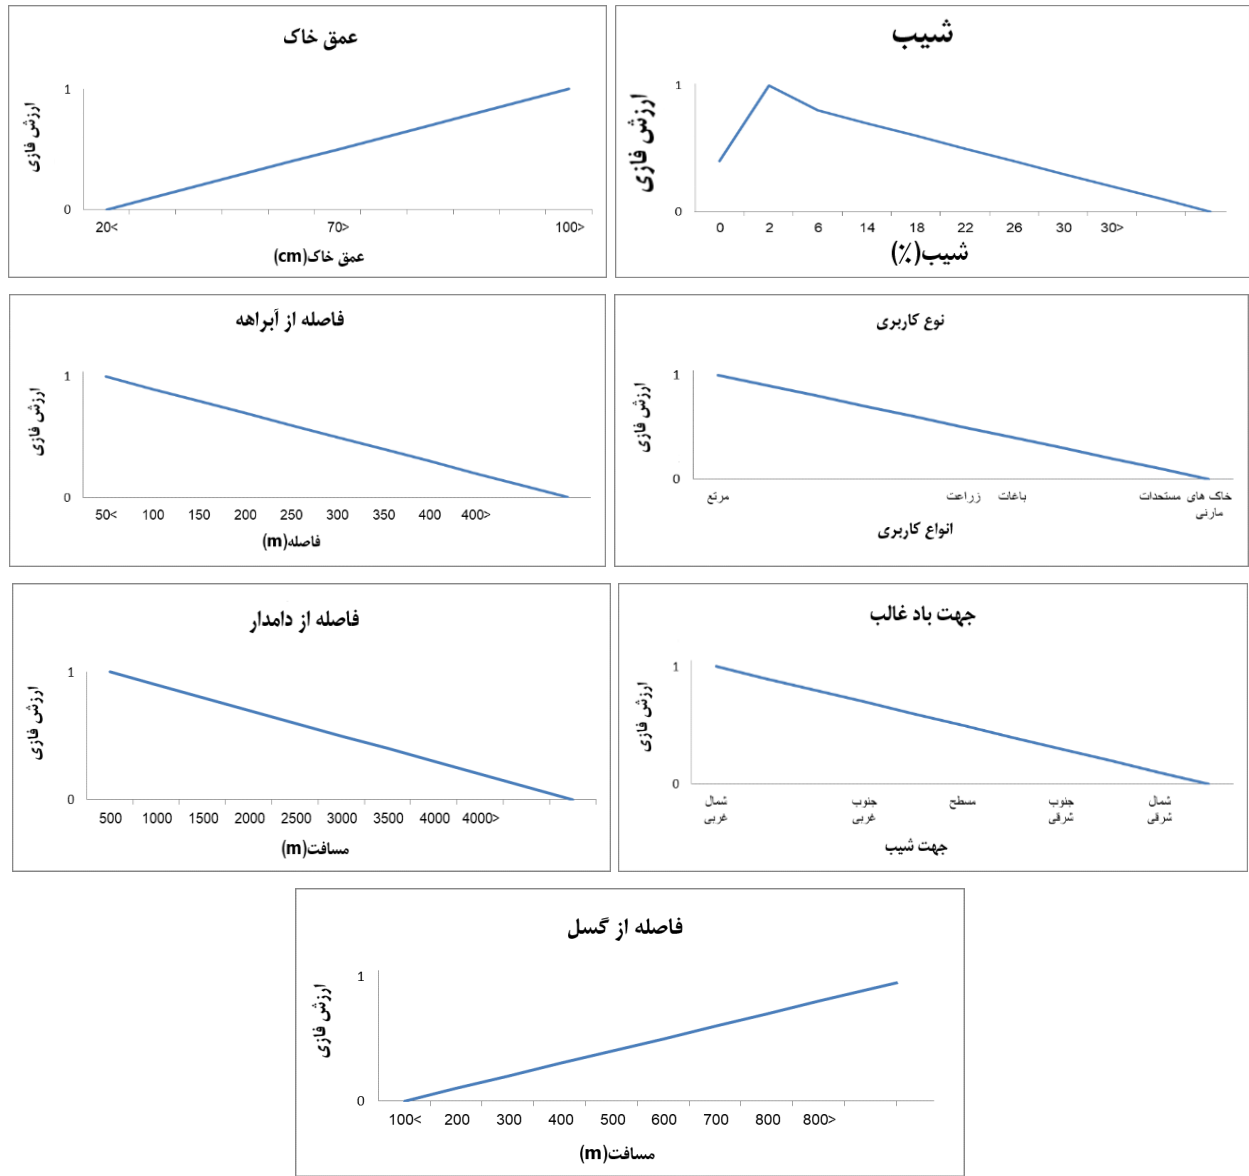 عمق خاک
ارزش فازی
1
0
20< 70> 100>
عمق خاک(cm)
شیب
ارزش فازی
1
0
0 2 6 14 18 22 26 30 30>
شیب(٪)
فاصله از آبراهه
ارزش فازی
1
0
50< 100 150 200 250 300 350 400 400>
فاصله(m)
نوع کاربری
ارزش فازی
1
0
مرتع زراعت باغات مستحدات خاک های
مارنی
انواع کاربری
فاصله از دامدار
ارزش فازی
1
0
500 1000 1500 2000 2500 3000 3500 4000 4000>
مسافت(m)
جهت باد غالب
ارزش فازی
1
0
شمال جنوب مسطح جنوب شمال
غربی غربی شرقی شرقی
جهت شیب
فاصله از گسل
ارزش فازی
1
0
100< 200 300 400 500 600 700 800 800>
مسافت(m)